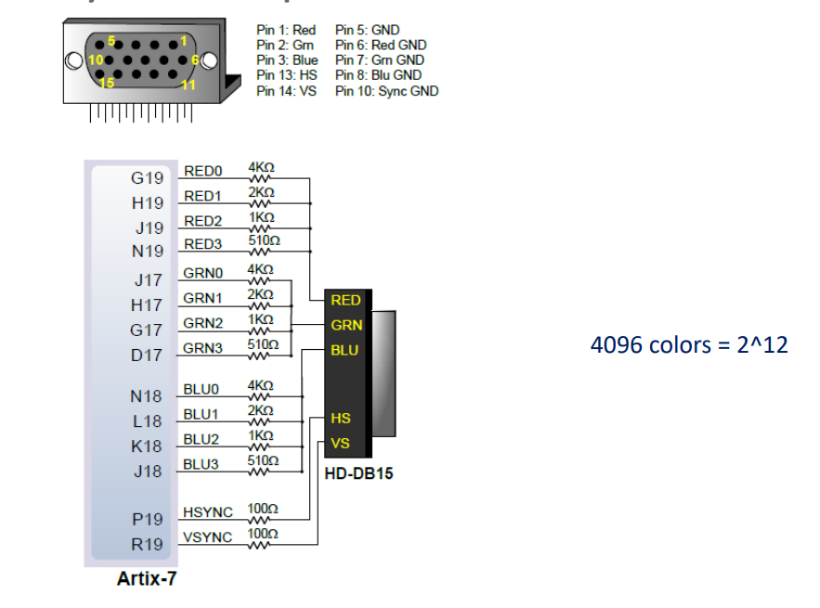 Pin 1: Red Pin 5: GND
Pin 2: Grn Pin 6: Red GND
Pin 3: Blue Pin 7: Grn GND
Pin 13: HS Pin 8: Blu GND
Pin 14: VS Pin 10: Sync GND
5 1
10 6
15 11
G19 RED0 4KΩ
H19 RED1 2KΩ
J19 RED2 1KΩ
N19 RED3 510Ω
J17 GRN0 4KΩ
H17 GRN1 2KΩ
G17 GRN2 1KΩ
D17 GRN3 510Ω
N18 BLU0 4KΩ
L18 BLU1 2KΩ
K18 BLU2 1KΩ
J18 BLU3 510Ω
P19 HSYNC 100Ω
R19 VSYNC 100Ω
Artix-7
RED
GRN
BLU
HS
VS
HD-DB15
4096 colors = 2^12